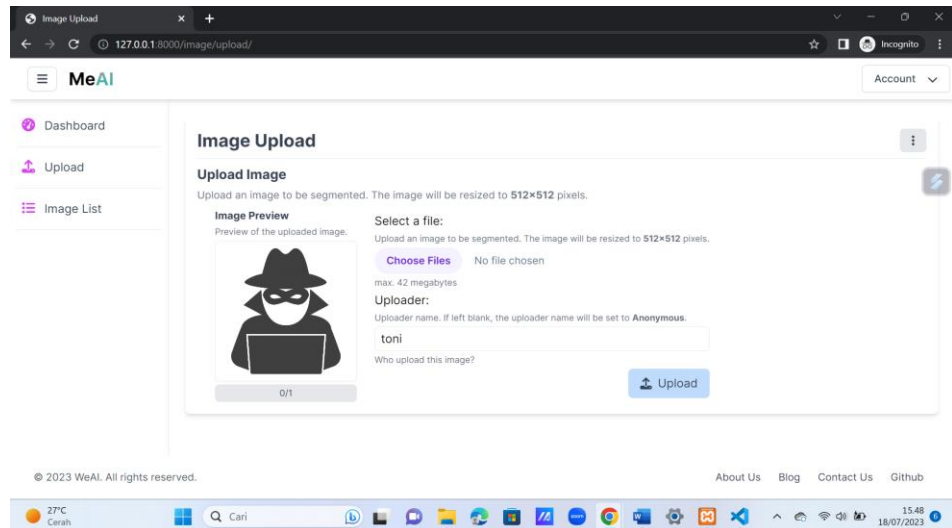 Image Upload
127.0.0.1:8000/image/upload/
Incognito
MeAI
Account
Dashboard
Upload
Image List
Image Upload
Upload Image
Upload an image to be segmented. The image will be resized to 512×512 pixels.
Image Preview
Preview of the uploaded image.
0/1
Select a file:
Upload an image to be segmented. The image will be resized to 512×512 pixels.
Choose Files No file chosen
max. 42 megabytes
Uploader:
Uploader name. If left blank, the uploader name will be set to Anonymous.
toni
Who upload this image?
Upload
© 2023 WeAI. All rights reserved.
About Us Blog Contact Us Github
27°C
Cerah
Cari
zoom
15.48
18/07/2023